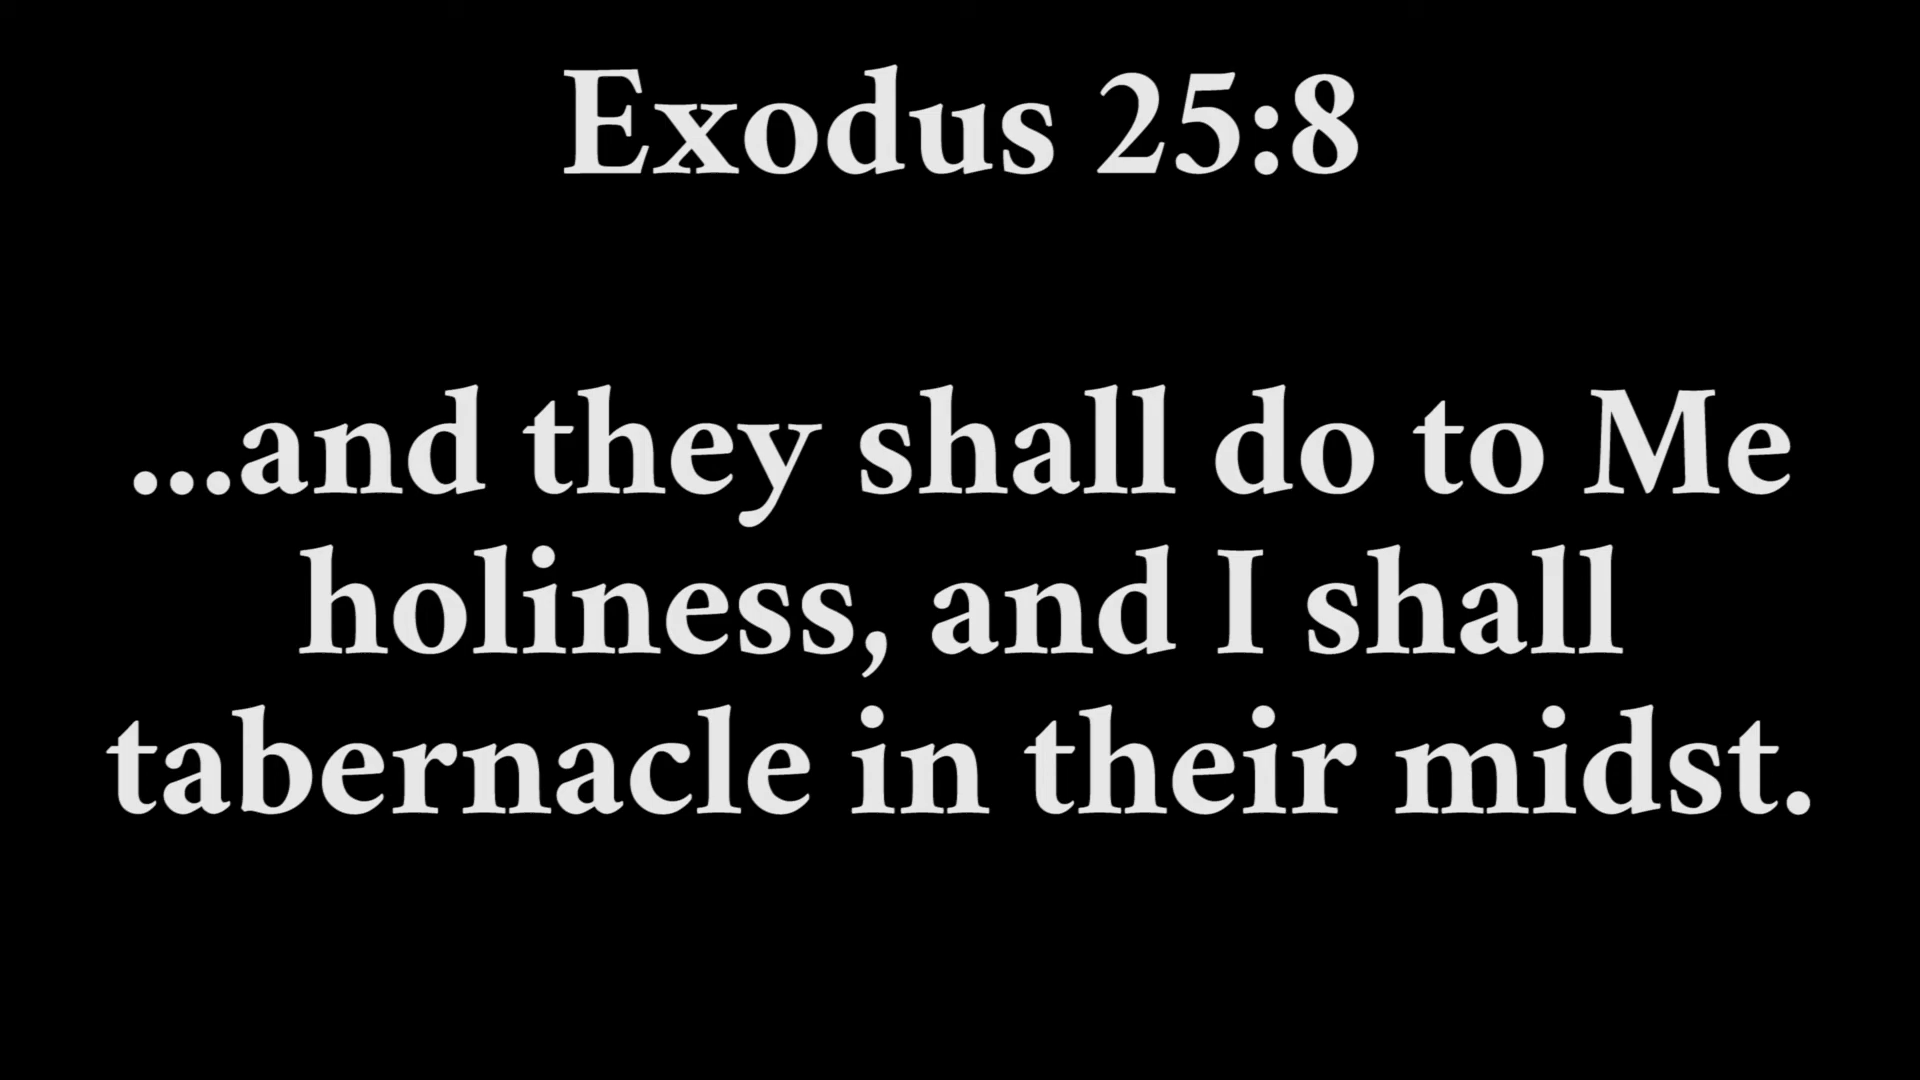 Exodus 25:8
...and they shall do to Me
holiness, and I shall
tabernacle in their midst.